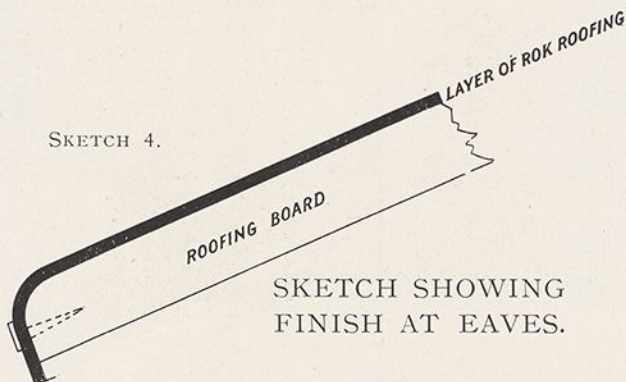 LAYER OF ROK ROOFING
SKETCH 4.
ROOFING BOARD
SKETCH SHOWING
FINISH AT EAVES.